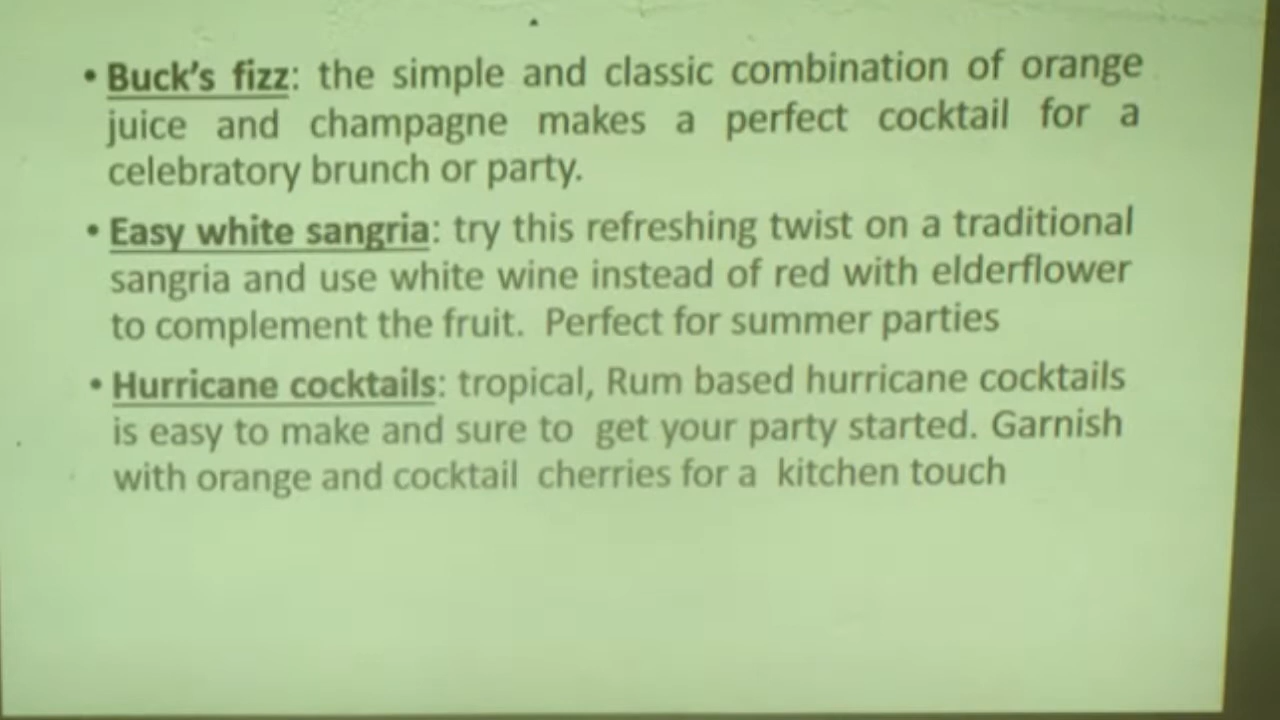 • Buck's fizz: the simple and classic combination of orange
juice and champagne makes a perfect cocktail for a
celebratory brunch or party.
• Easy white sangria: try this refreshing twist on a traditional
sangria and use white wine instead of red with elderflower
to complement the fruit. Perfect for summer parties
• Hurricane cocktails: tropical, Rum based hurricane cocktails
is easy to make and sure to get your party started. Garnish
with orange and cocktail cherries for a kitchen touch